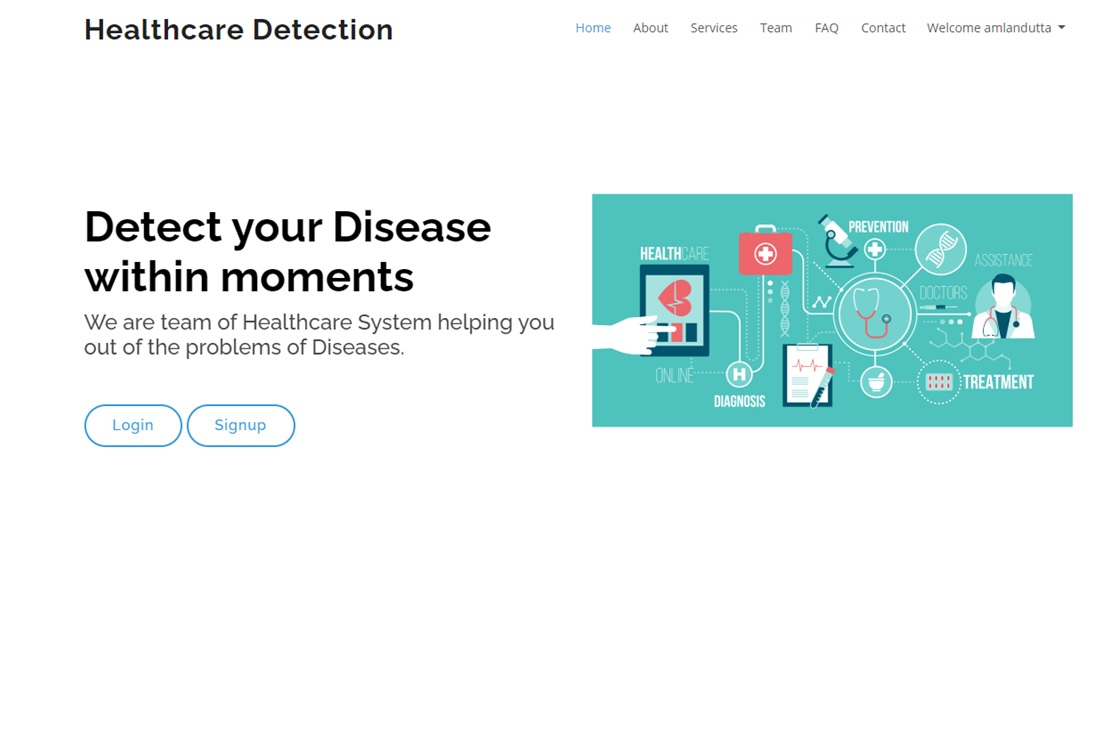 Healthcare Detection
Home About Services Team FAQ Contact Welcome amlandutta
Detect your Disease
within moments
We are team of Healthcare System helping you
out of the problems of Diseases.
Login Signup
HEALTHCARE
PREVENTION
ASSISTANCE
DOCTORS
ONLINE
H
DIAGNOSIS
TREATMENT